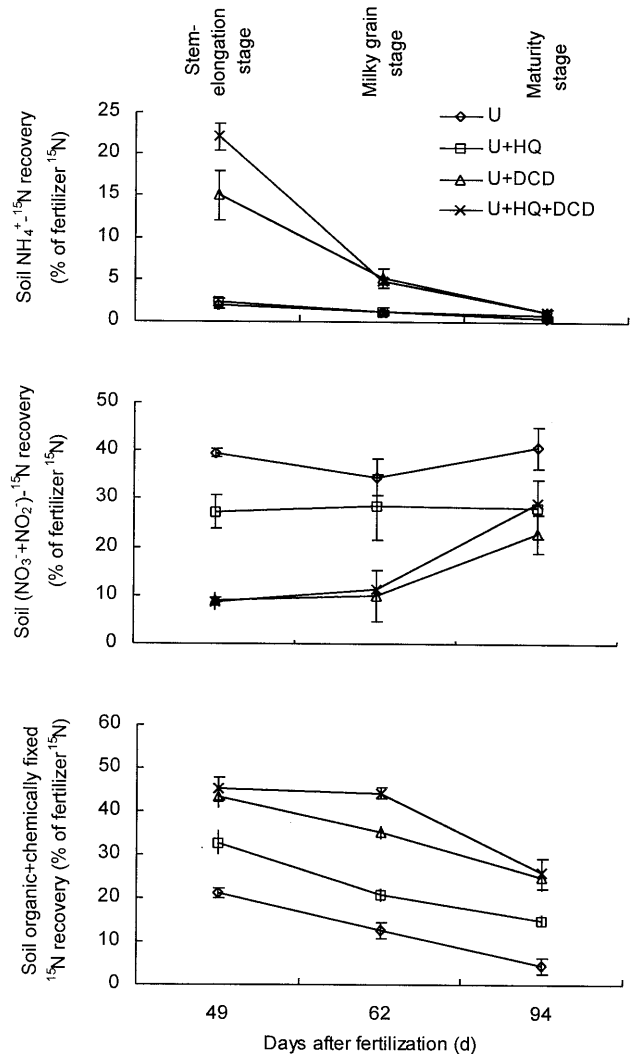 Stem-
elongation
stage
Milky grain
stage
Maturity
stage
Soil NH₄⁺-¹⁵N recovery
(% of fertilizer ¹⁵N)
25
20
15
10
5
0
U
U+HQ
U+DCD
U+HQ+DCD
Soil (NO₃⁻+NO₂⁻)-¹⁵N recovery
(% of fertilizer ¹⁵N)
50
40
30
20
10
0
Soil organic+chemically fixed
¹⁵N recovery (% of fertilizer ¹⁵N)
60
50
40
30
20
10
0
49 62 94
Days after fertilization (d)